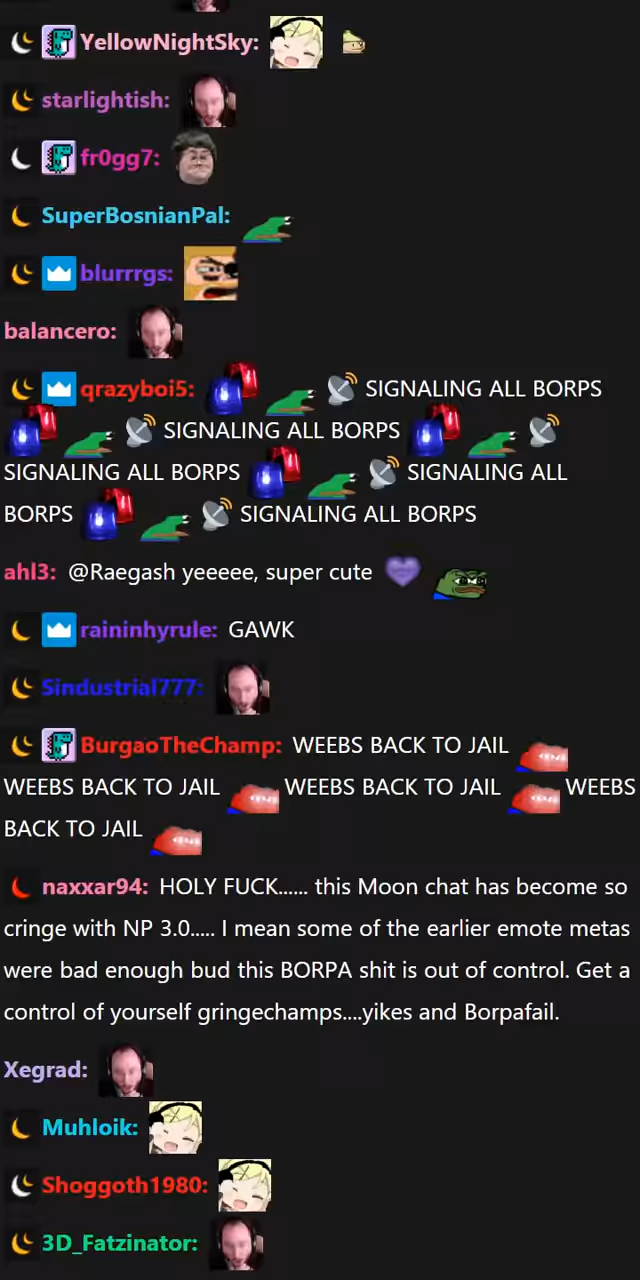 YellowNightSky:
starlightish:
fr0gg7:
SuperBosnianPal:
blurrrgs:
balancero:
qrazyboi5: SIGNALING ALL BORPS
SIGNALING ALL BORPS
SIGNALING ALL BORPS SIGNALING ALL
BORPS SIGNALING ALL BORPS
ahl3: @Raegash yeeeee, super cute
raininhyrule: GAWK
Sindustrial777:
BurgaoTheChamp: WEEBS BACK TO JAIL
WEEBS BACK TO JAIL WEEBS BACK TO JAIL WEEBS
BACK TO JAIL
naxxar94: HOLY FUCK...... this Moon chat has become so
cringe with NP 3.0..... I mean some of the earlier emote metas
were bad enough bud this BORPA shit is out of control. Get a
control of yourself gringechamps....yikes and Borpafail.
Xegrad:
Muhloik:
Shoggoth1980:
3D_Fatzinator: